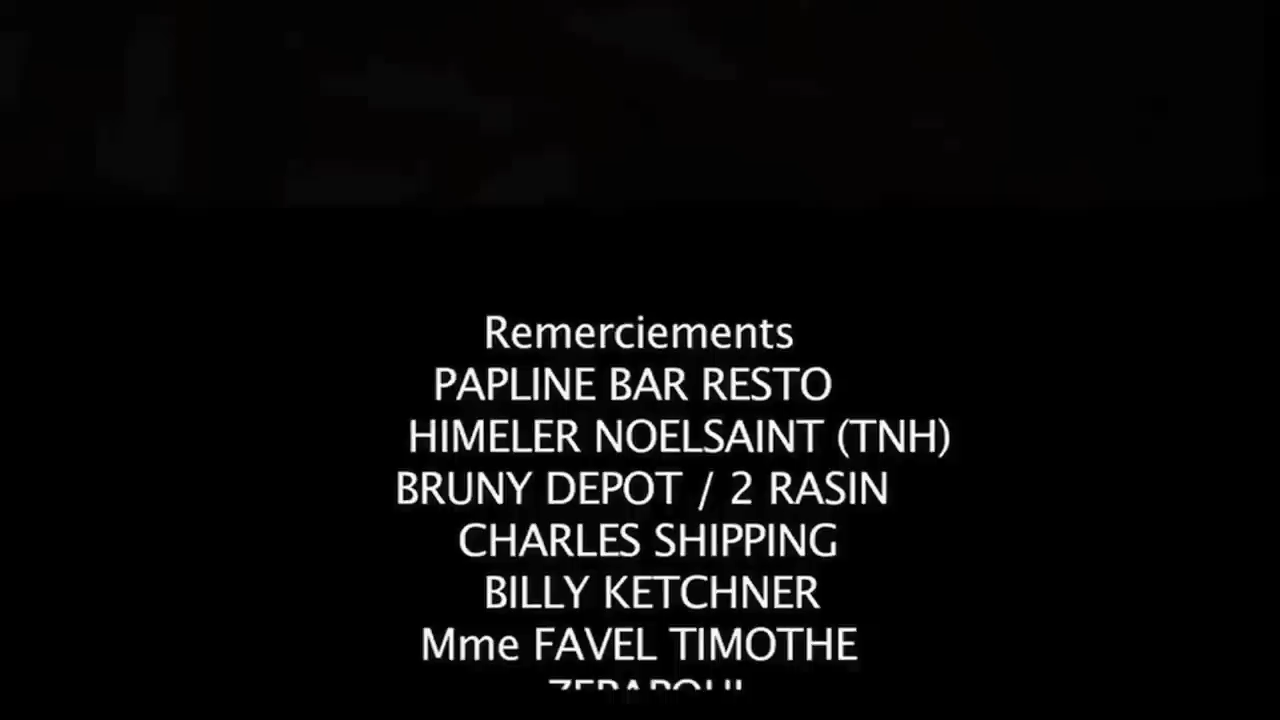 Remerciements
PAPLINE BAR RESTO
HIMELER NOELSAINT (TNH)
BRUNY DEPOT / 2 RASIN
CHARLES SHIPPING
BILLY KETCHNER
Mme FAVEL TIMOTHE